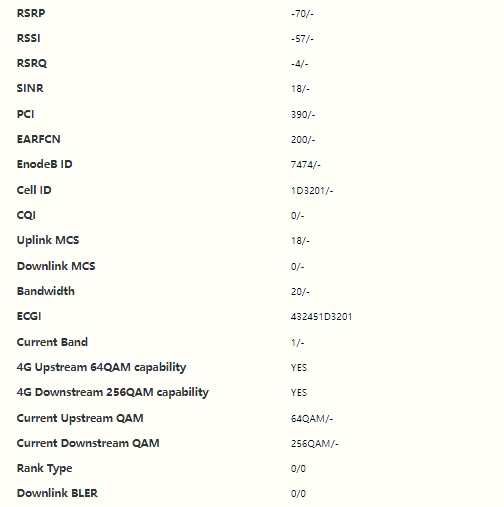 RSRP -70/-
RSSI -57/-
RSRQ -4/-
SINR 18/-
PCI 390/-
EARFCN 200/-
EnodeB ID 7474/-
Cell ID 1D3201/-
CQI 0/-
Uplink MCS 18/-
Downlink MCS 0/-
Bandwidth 20/-
ECGI 432451D3201
Current Band 1/-
4G Upstream 64QAM capability YES
4G Downstream 256QAM capability YES
Current Upstream QAM 64QAM/-
Current Downstream QAM 256QAM/-
Rank Type 0/0
Downlink BLER 0/0